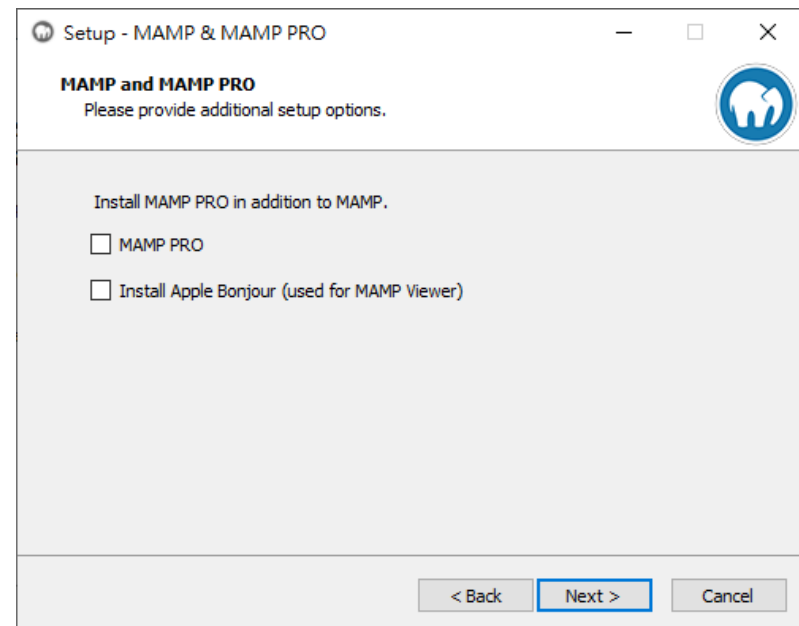 Setup - MAMP & MAMP PRO
MAMP and MAMP PRO
Please provide additional setup options.
Install MAMP PRO in addition to MAMP.
MAMP PRO
Install Apple Bonjour (used for MAMP Viewer)
< Back Next > Cancel